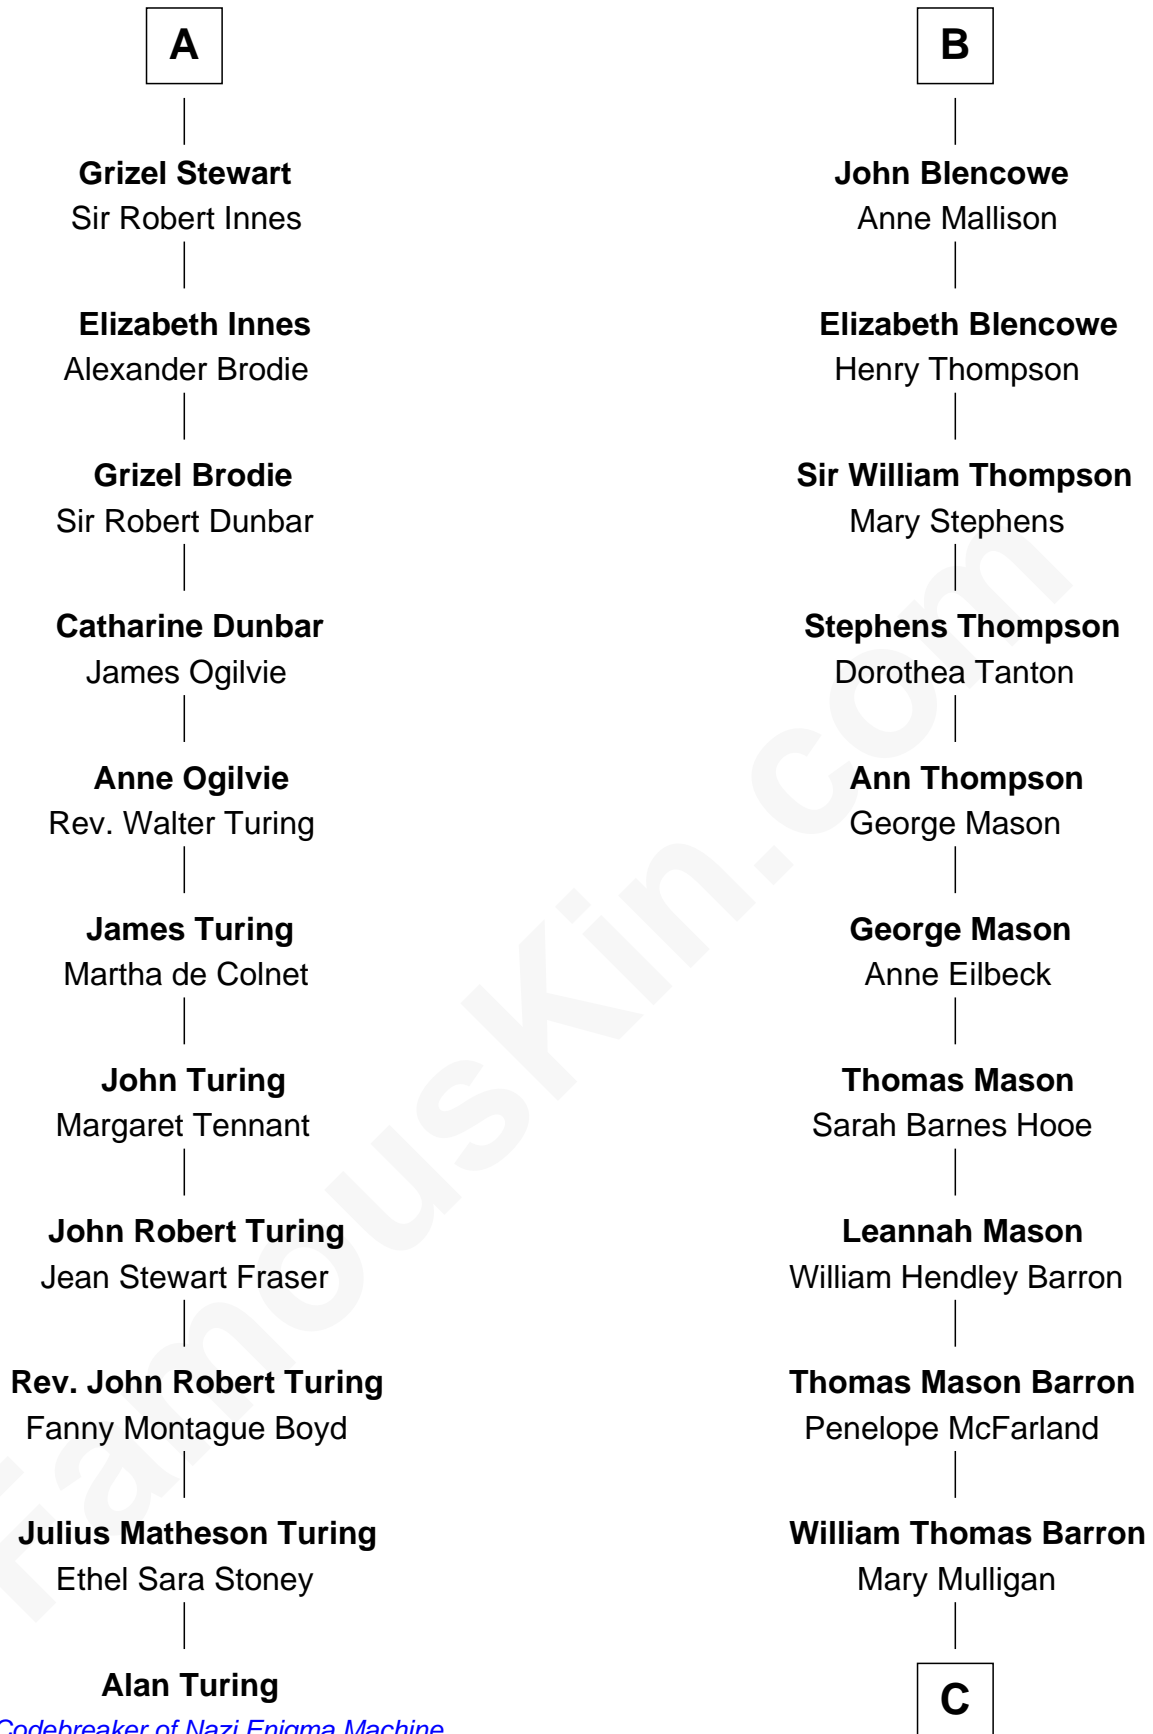 A
Grizel Stewart
Sir Robert Innes
Elizabeth Innes
Alexander Brodie
Grizel Brodie
Sir Robert Dunbar
Catharine Dunbar
James Ogilvie
Anne Ogilvie
Rev. Walter Turing
James Turing
Martha de Colnet
John Turing
Margaret Tennant
John Robert Turing
Jean Stewart Fraser
Rev. John Robert Turing
Fanny Montague Boyd
Julius Matheson Turing
Ethel Sara Stoney
Alan Turing
Codebreaker of Nazi Enigma Machine
B
John Blencowe
Anne Mallison
Elizabeth Blencowe
Henry Thompson
Sir William Thompson
Mary Stephens
Stephens Thompson
Dorothea Tanton
Ann Thompson
George Mason
George Mason
Anne Eilbeck
Thomas Mason
Sarah Barnes Hooe
Leannah Mason
William Hendley Barron
Thomas Mason Barron
Penelope McFarland
William Thomas Barron
Mary Mulligan
C
FamousKin.com